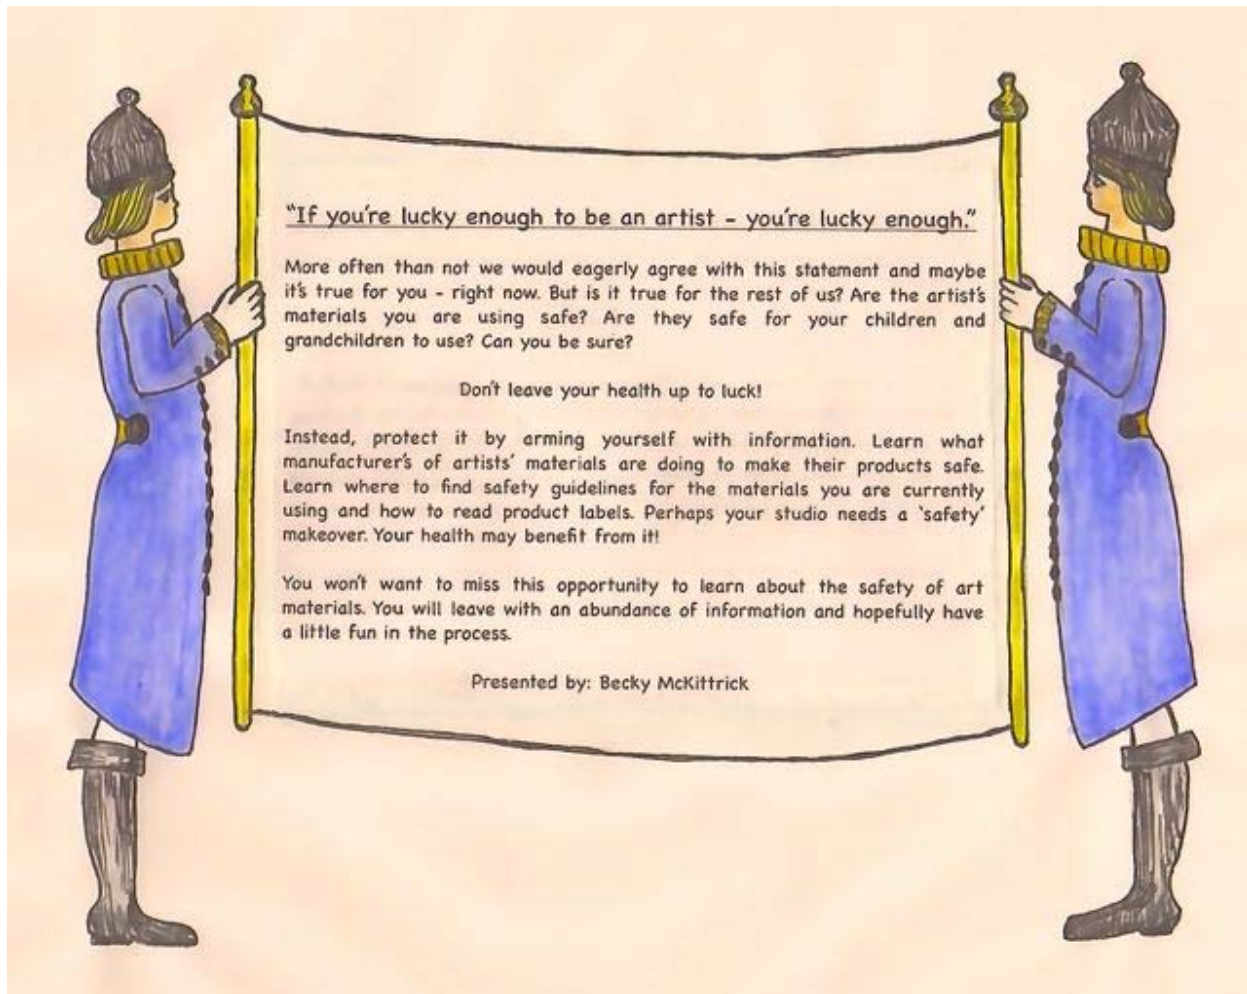 "If you're lucky enough to be an artist - you're lucky enough."
More often than not we would eagerly agree with this statement and maybe
it's true for you - right now. But is it true for the rest of us? Are the artist's
materials you are using safe? Are they safe for your children and
grandchildren to use? Can you be sure?
Don't leave your health up to luck!
Instead, protect it by arming yourself with information. Learn what
manufacturer's of artists' materials are doing to make their products safe.
Learn where to find safety guidelines for the materials you are currently
using and how to read product labels. Perhaps your studio needs a 'safety'
makeover. Your health may benefit from it!
You won't want to miss this opportunity to learn about the safety of art
materials. You will leave with an abundance of information and hopefully have
a little fun in the process.
Presented by: Becky McKittrick